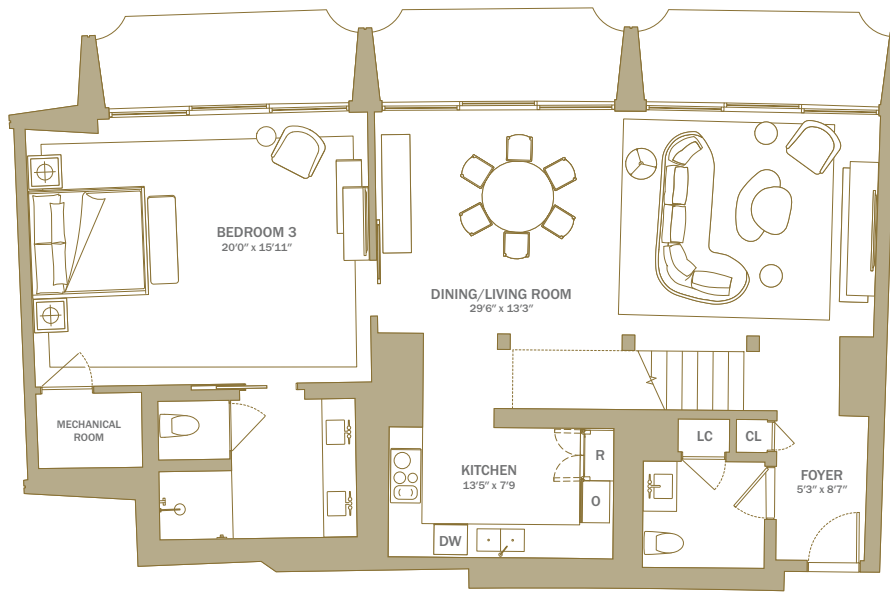 BEDROOM 3
20'0" x 15'11"
DINING/LIVING ROOM
29'6" x 13'3"
MECHANICAL
ROOM
KITCHEN
13'5" x 7'9
R
O
DW
LC
CL
FOYER
5'3" x 8'7"